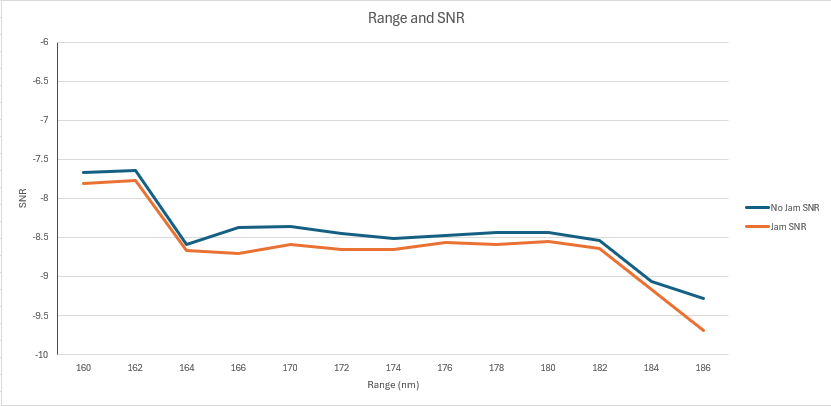 Range and SNR
-6
-6.5
-7
-7.5
-8
-8.5
-9
-9.5
-10
SNR
160 162 164 166 170 172 174 176 178 180 182 184 186
Range (nm)
No Jam SNR
Jam SNR